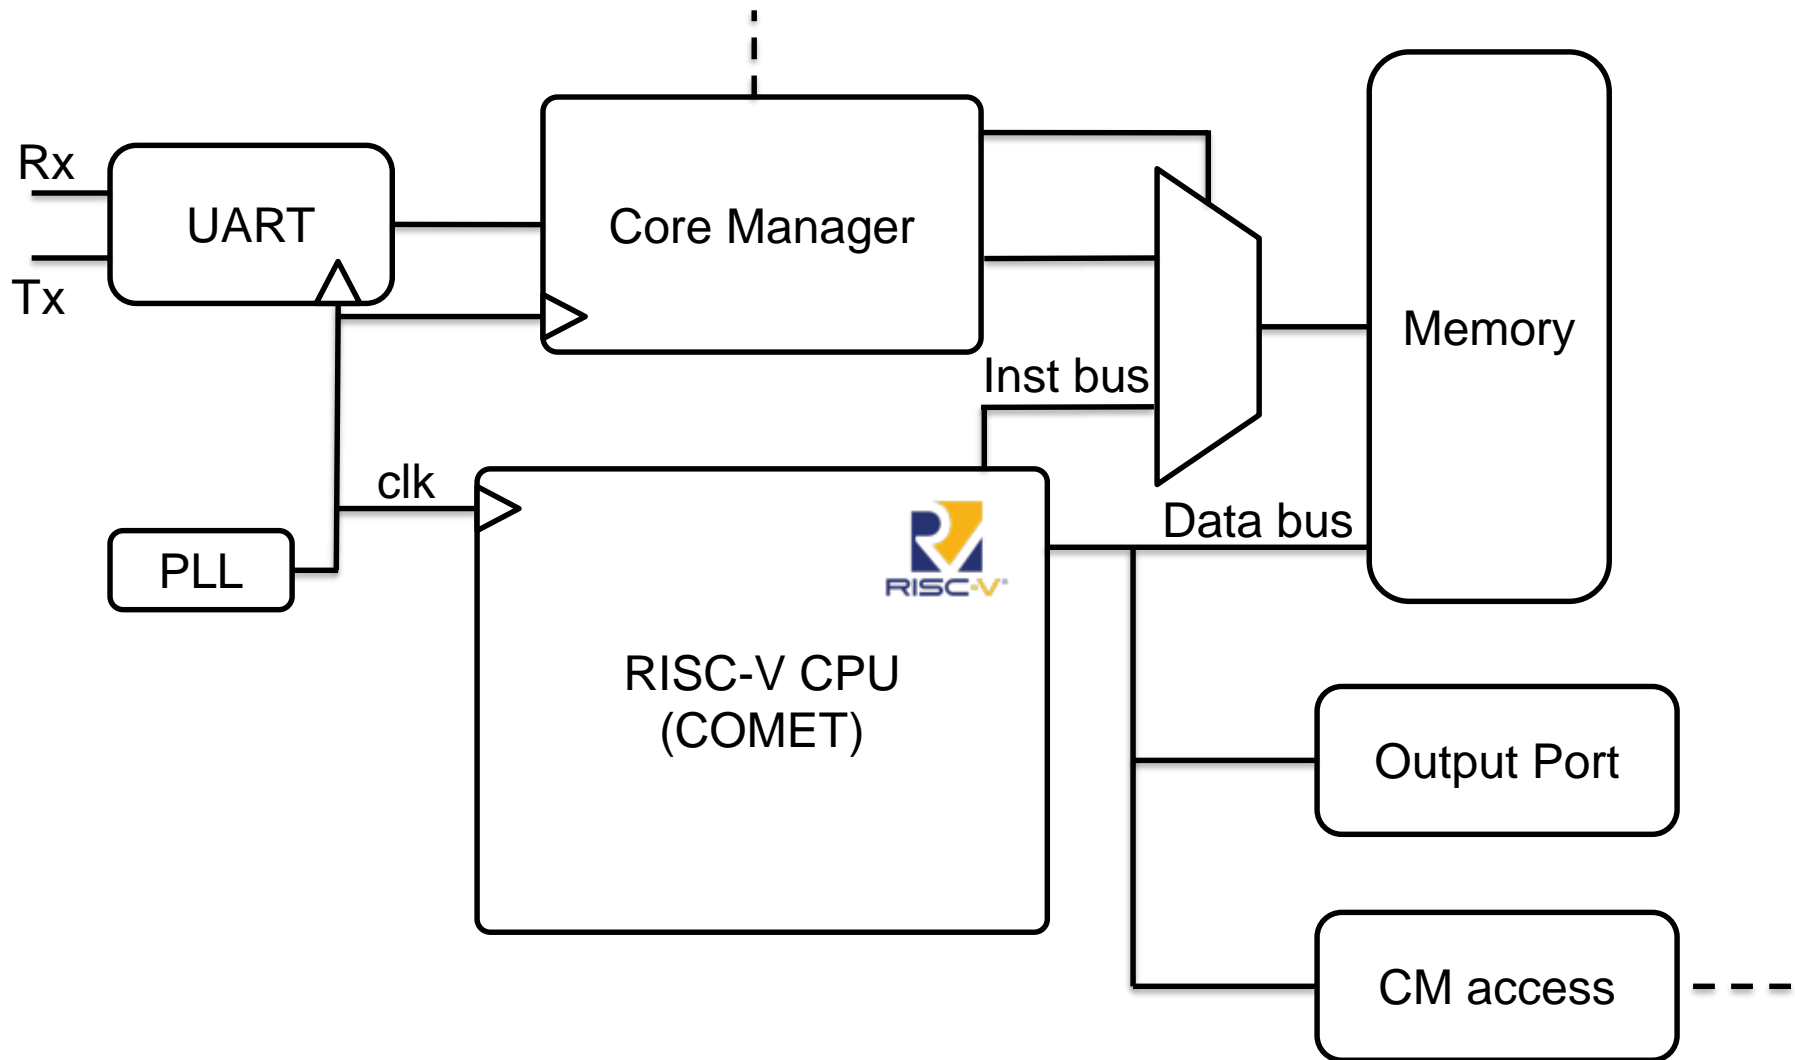 Rx
UART
Tx
Core Manager
Memory
Inst bus
clk
Data bus
PLL
RISC-V®
RISC-V CPU
(COMET)
Output Port
CM access